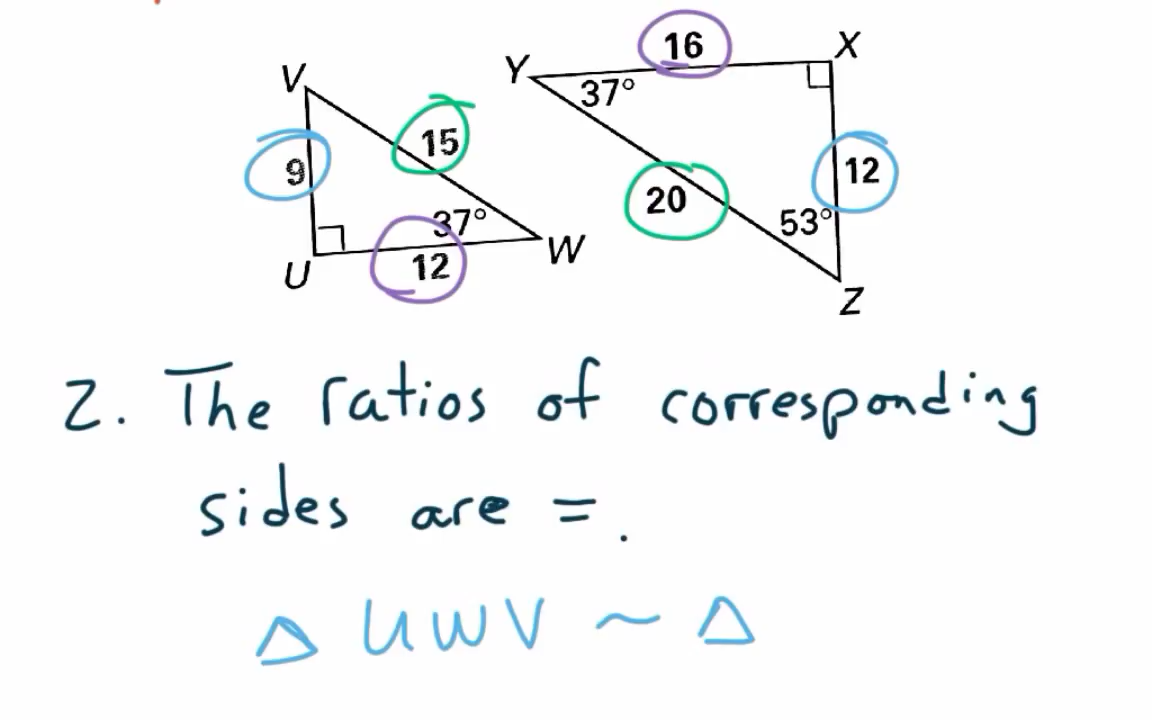 16
X
Y
V
37°
15
9
12
20
53°
37°
W
12
U
Z
2. The ratios of corresponding
sides are = .
△ UWV ~ △